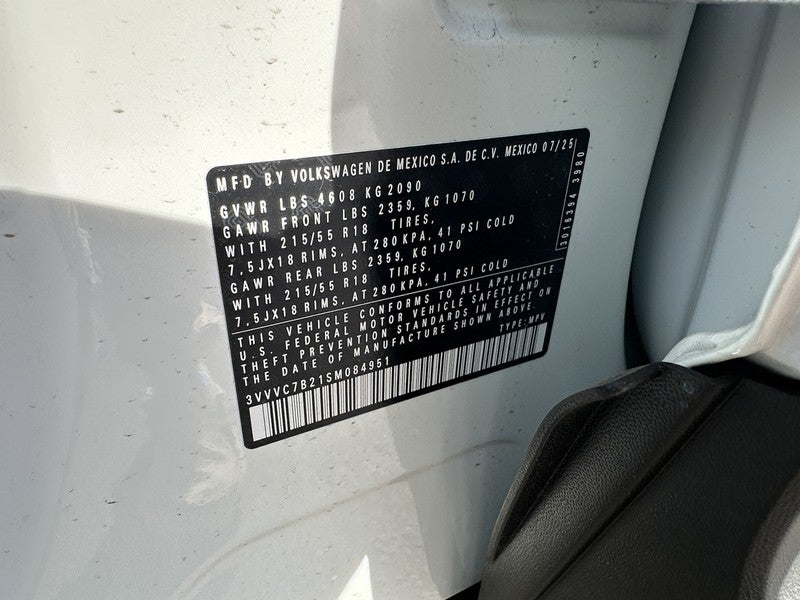 MFD BY VOLKSWAGEN DE MEXICO S.A. DE C.V. MEXICO 07/25
GVWR LBS 4608 KG 2090
GAWR FRONT LBS 2359, KG 1070
WITH 215/55 R18 TIRES,
7,5JX18 RIMS, AT 280 KPA, 41 PSI COLD
GAWR REAR LBS 2359, KG 1070
WITH 215/55 R18 TIRES,
7,5JX18 RIMS, AT 280 KPA, 41 PSI COLD
THIS VEHICLE CONFORMS TO ALL APPLICABLE
U.S. FEDERAL MOTOR VEHICLE SAFETY AND
THEFT PREVENTION STANDARDS IN EFFECT ON
THE DATE OF MANUFACTURE SHOWN ABOVE.
TYPE: MPV
3VVVC7B21SM084951
3016394 3980